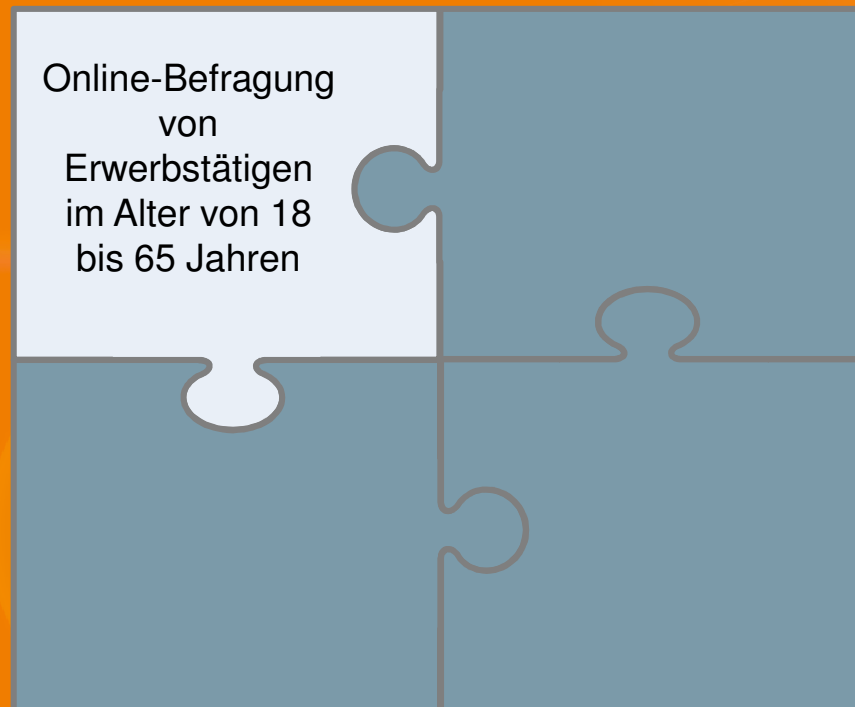 Online-Befragung
von
Erwerbstätigen
im Alter von 18
bis 65 Jahren